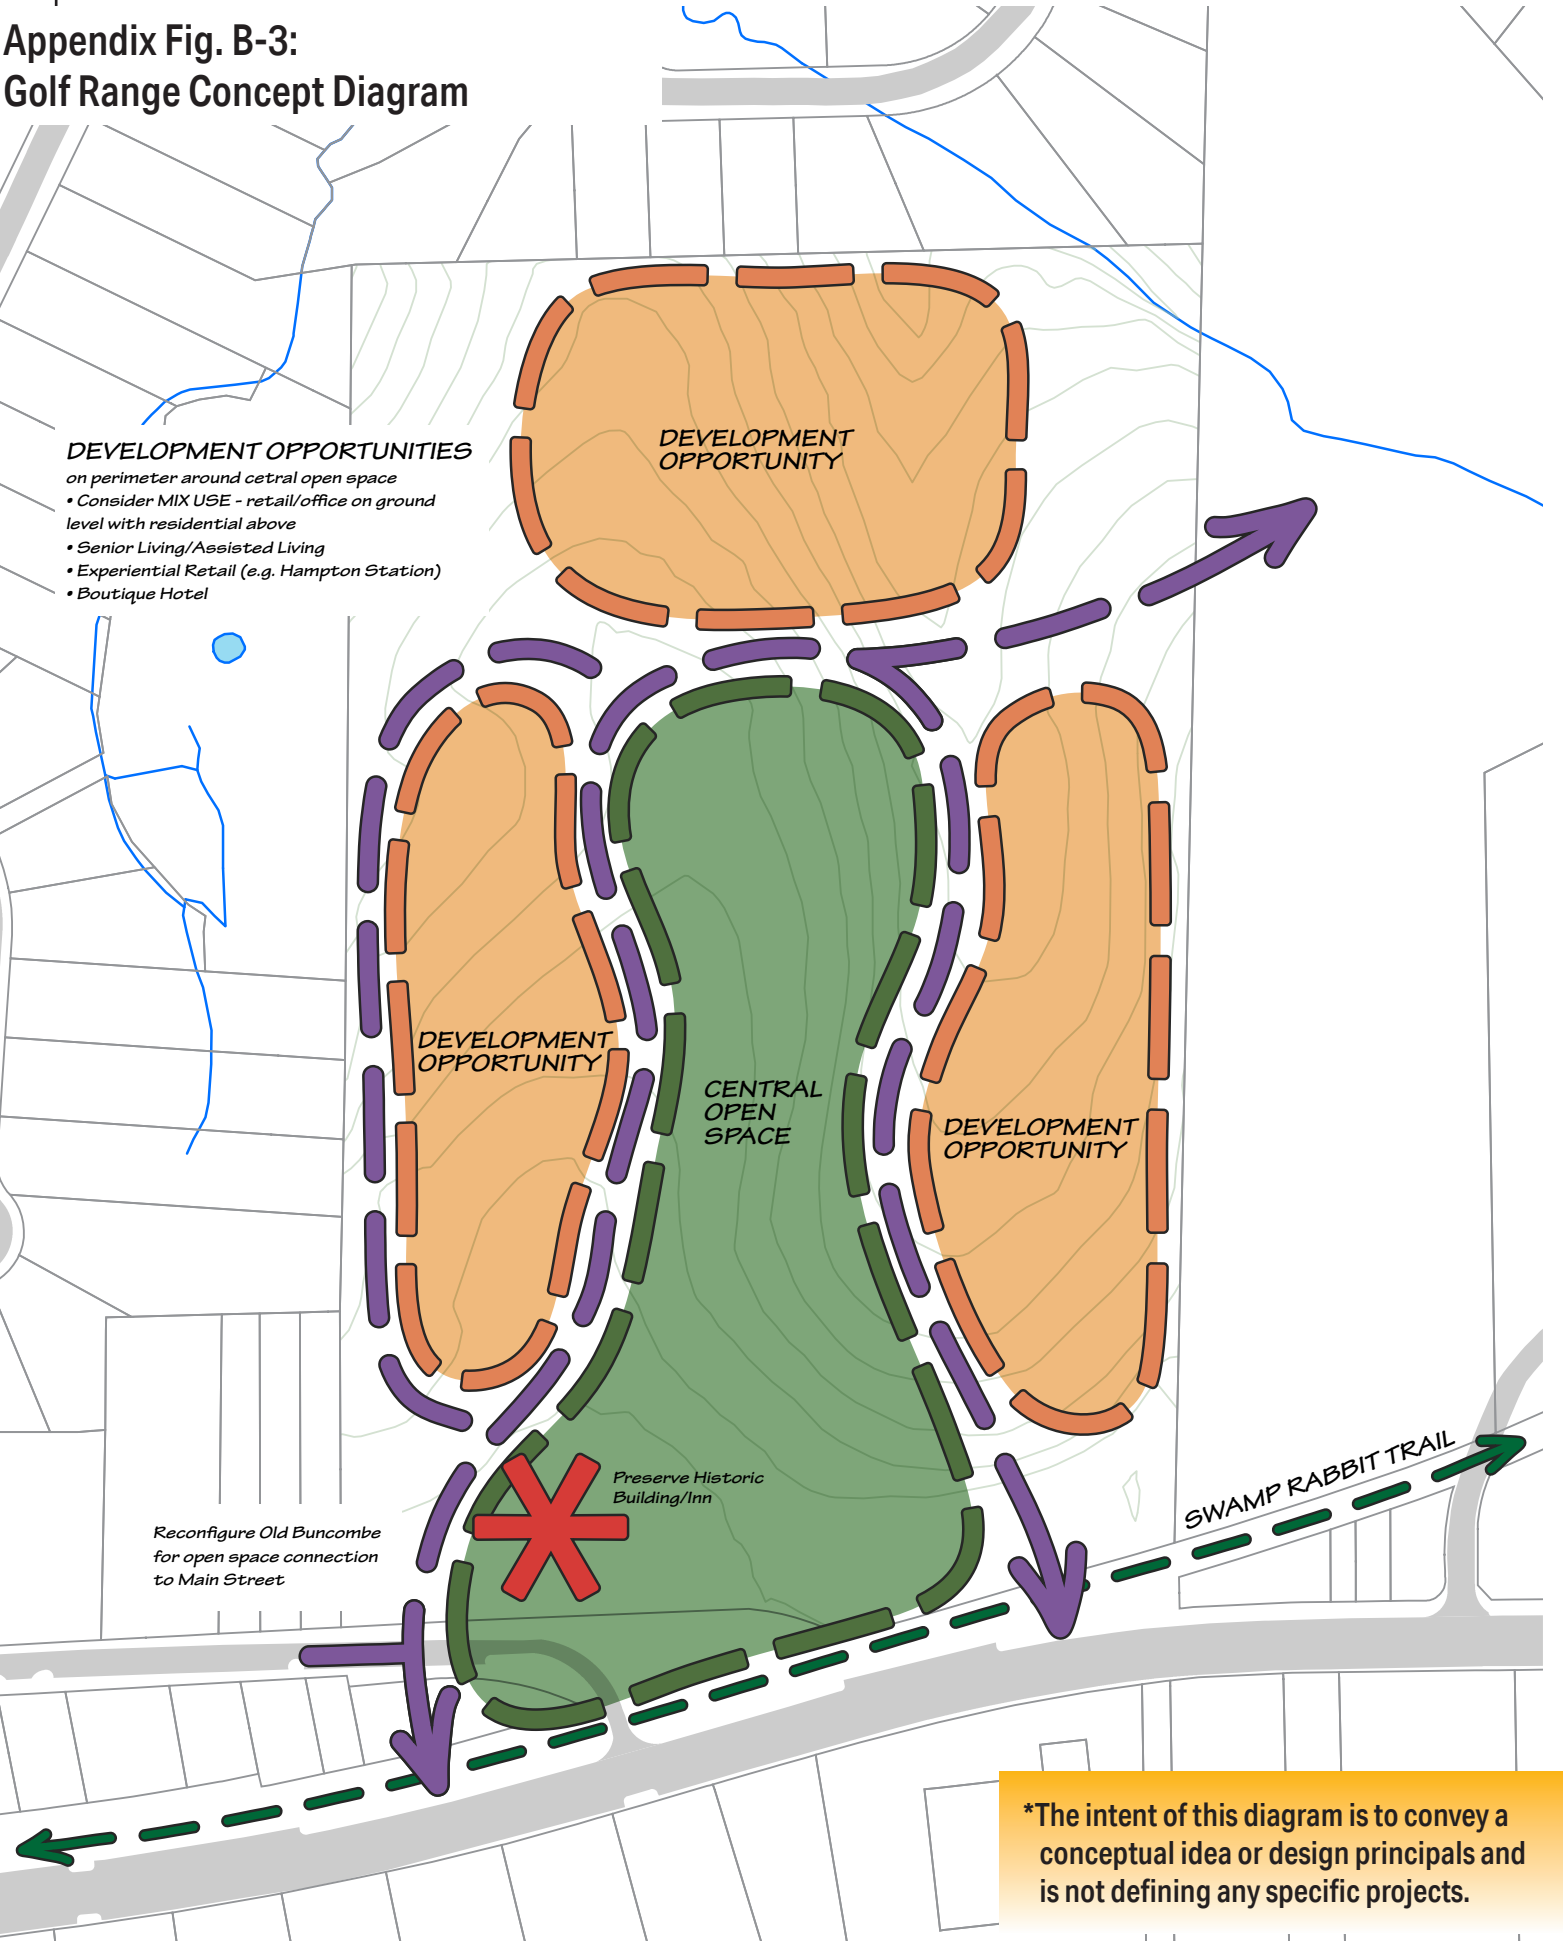 Appendix Fig. B-3:
Golf Range Concept Diagram
DEVELOPMENT OPPORTUNITIES
on perimeter around cetral open space
• Consider MIX USE - retail/office on ground
level with residential above
• Senior Living/Assisted Living
• Experiential Retail (e.g. Hampton Station)
• Boutique Hotel
DEVELOPMENT
OPPORTUNITY
DEVELOPMENT
OPPORTUNITY
CENTRAL
OPEN
SPACE
DEVELOPMENT
OPPORTUNITY
SWAMP RABBIT TRAIL
Preserve Historic
Building/Inn
Reconfigure Old Buncombe
for open space connection
to Main Street
*The intent of this diagram is to convey a
conceptual idea or design principals and
is not defining any specific projects.